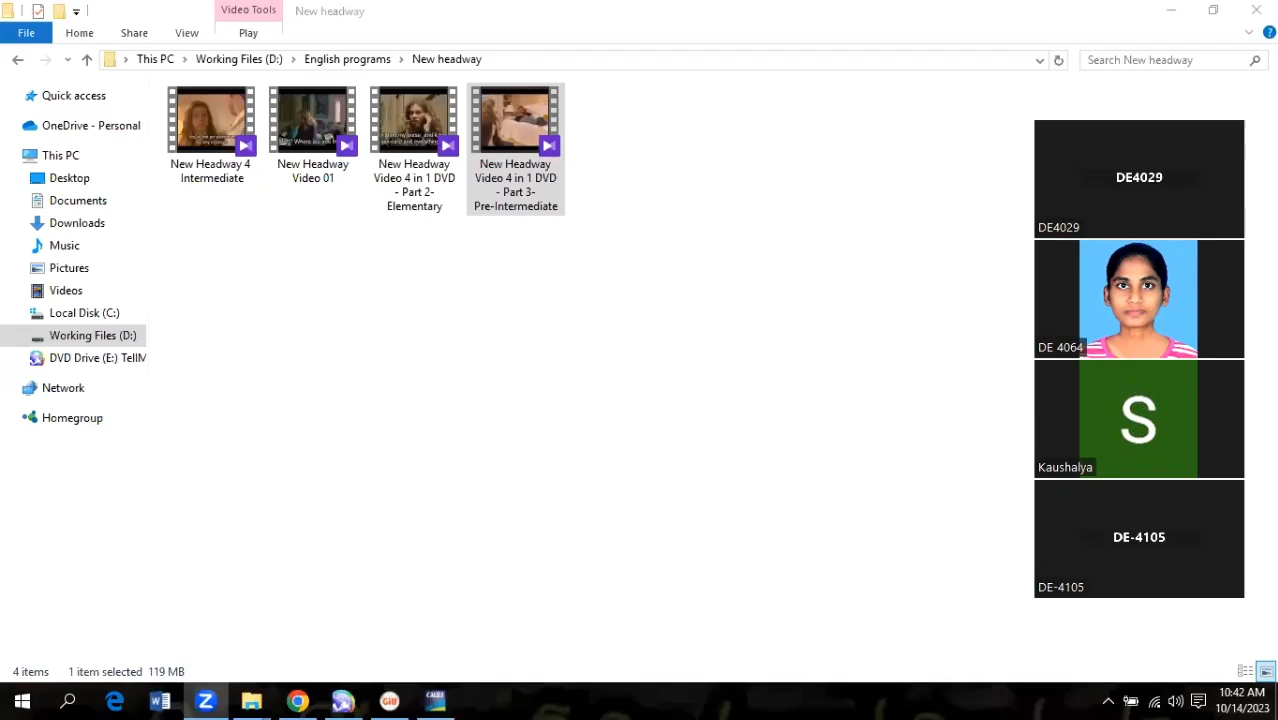 Video Tools
New headway
File
Home
Share
View
Play
This PC
Working Files (D:)
English programs
New headway
Search New headway
Quick access
OneDrive - Personal
This PC
Desktop
Documents
Downloads
Music
Pictures
Videos
Local Disk (C:)
Working Files (D:)
DVD Drive (E:) TellM
Network
Homegroup
New Headway 4
Intermediate
New Headway
Video 01
New Headway
Video 4 in 1 DVD
- Part 2-
Elementary
New Headway
Video 4 in 1 DVD
- Part 3-
Pre-Intermediate
DE4029
DE4029
DE 4064
S
Kaushalya
DE-4105
DE-4105
4 items
1 item selected 119 MB
10:42 AM
10/14/2023